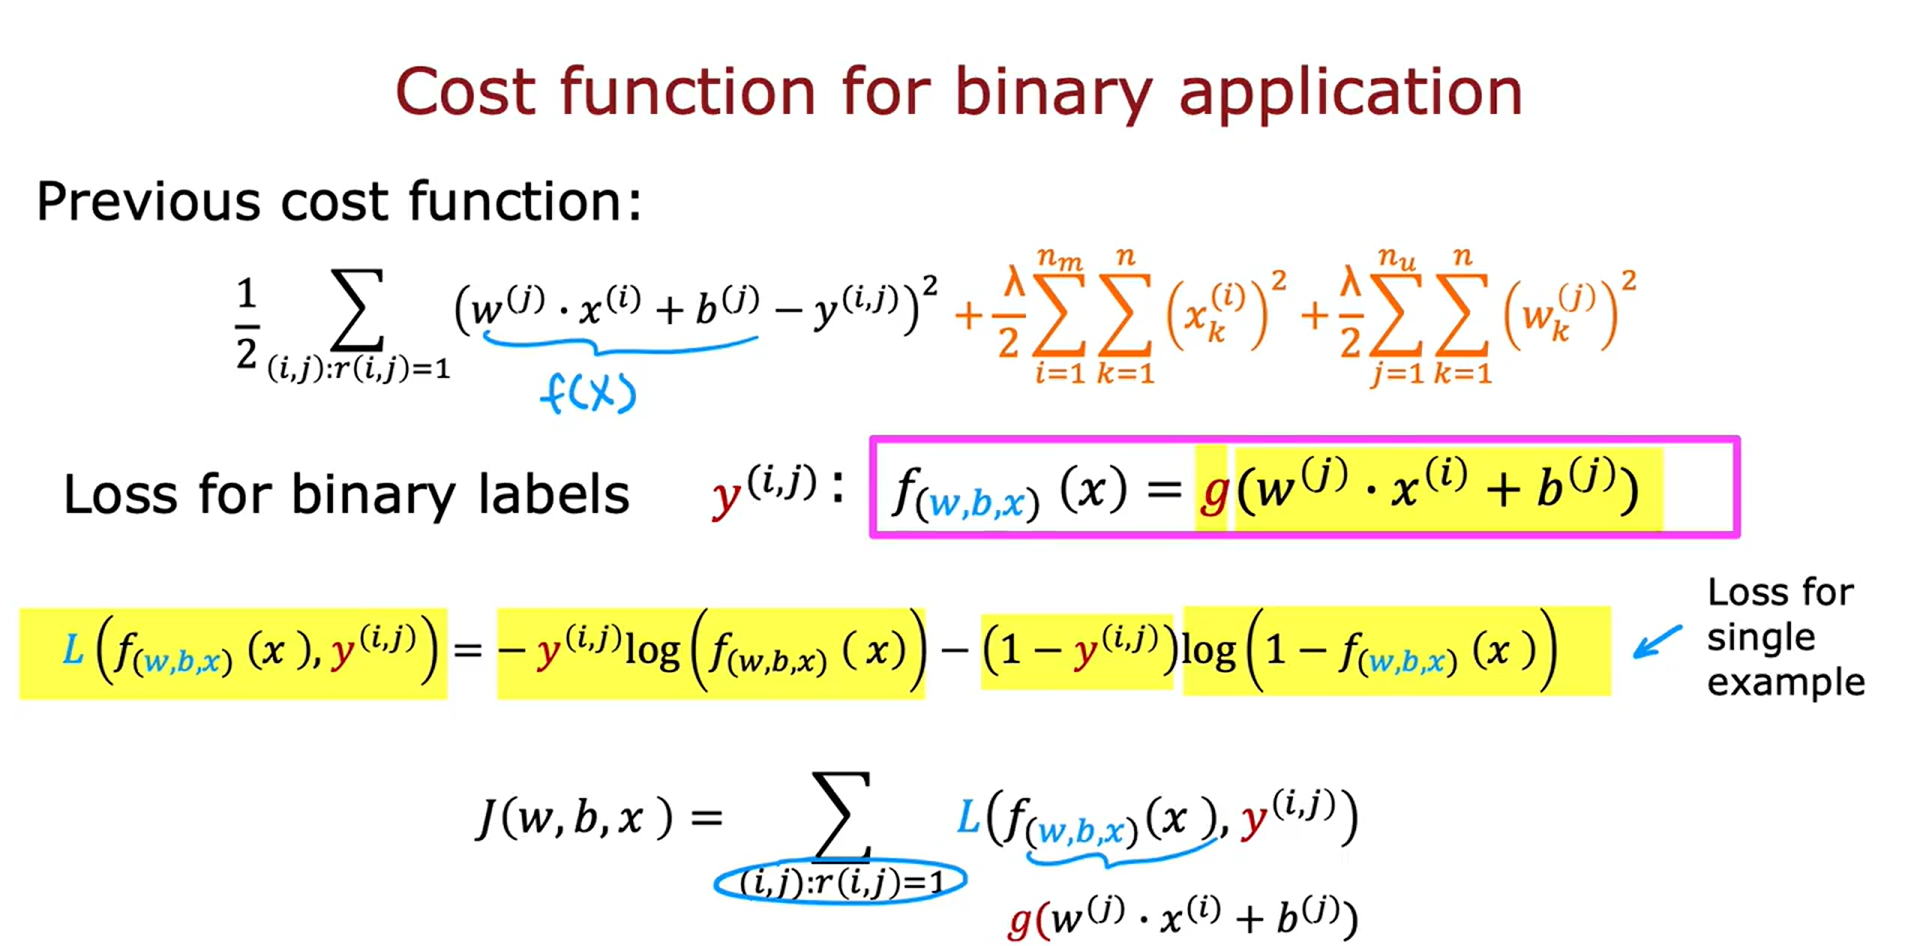 Cost function for binary application
Previous cost function:
$\frac{1}{2} \sum_{(i,j):r(i,j)=1} (w^{(j)} \cdot x^{(i)} + b^{(j)} - y^{(i,j)})^2 + \frac{\lambda}{2} \sum_{i=1}^{n_m} \sum_{k=1}^{n} (x_k^{(i)})^2 + \frac{\lambda}{2} \sum_{j=1}^{n_u} \sum_{k=1}^{n} (w_k^{(j)})^2$
f(x)
Loss for binary labels $y^{(i,j)}$ : $f_{(w,b,x)}(x) = g(w^{(j)} \cdot x^{(i)} + b^{(j)})$
$L(f_{(w,b,x)}(x), y^{(i,j)}) = -y^{(i,j)} \log(f_{(w,b,x)}(x)) - (1 - y^{(i,j)}) \log(1 - f_{(w,b,x)}(x))$
Loss for
single
example
$J(w, b, x) = \sum_{(i,j):r(i,j)=1} L(f_{(w,b,x)}(x), y^{(i,j)})$
$g(w^{(j)} \cdot x^{(i)} + b^{(j)})$